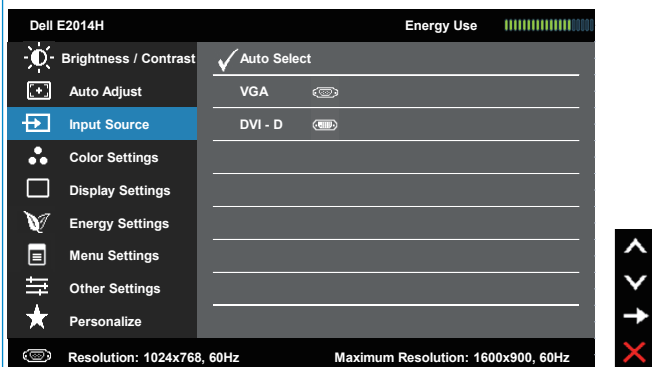 Dell E2014H Energy Use
Brightness / Contrast Auto Select
Auto Adjust VGA
Input Source DVI - D
Color Settings
Display Settings
Energy Settings
Menu Settings
Other Settings
Personalize
Resolution: 1024x768, 60Hz Maximum Resolution: 1600x900, 60Hz